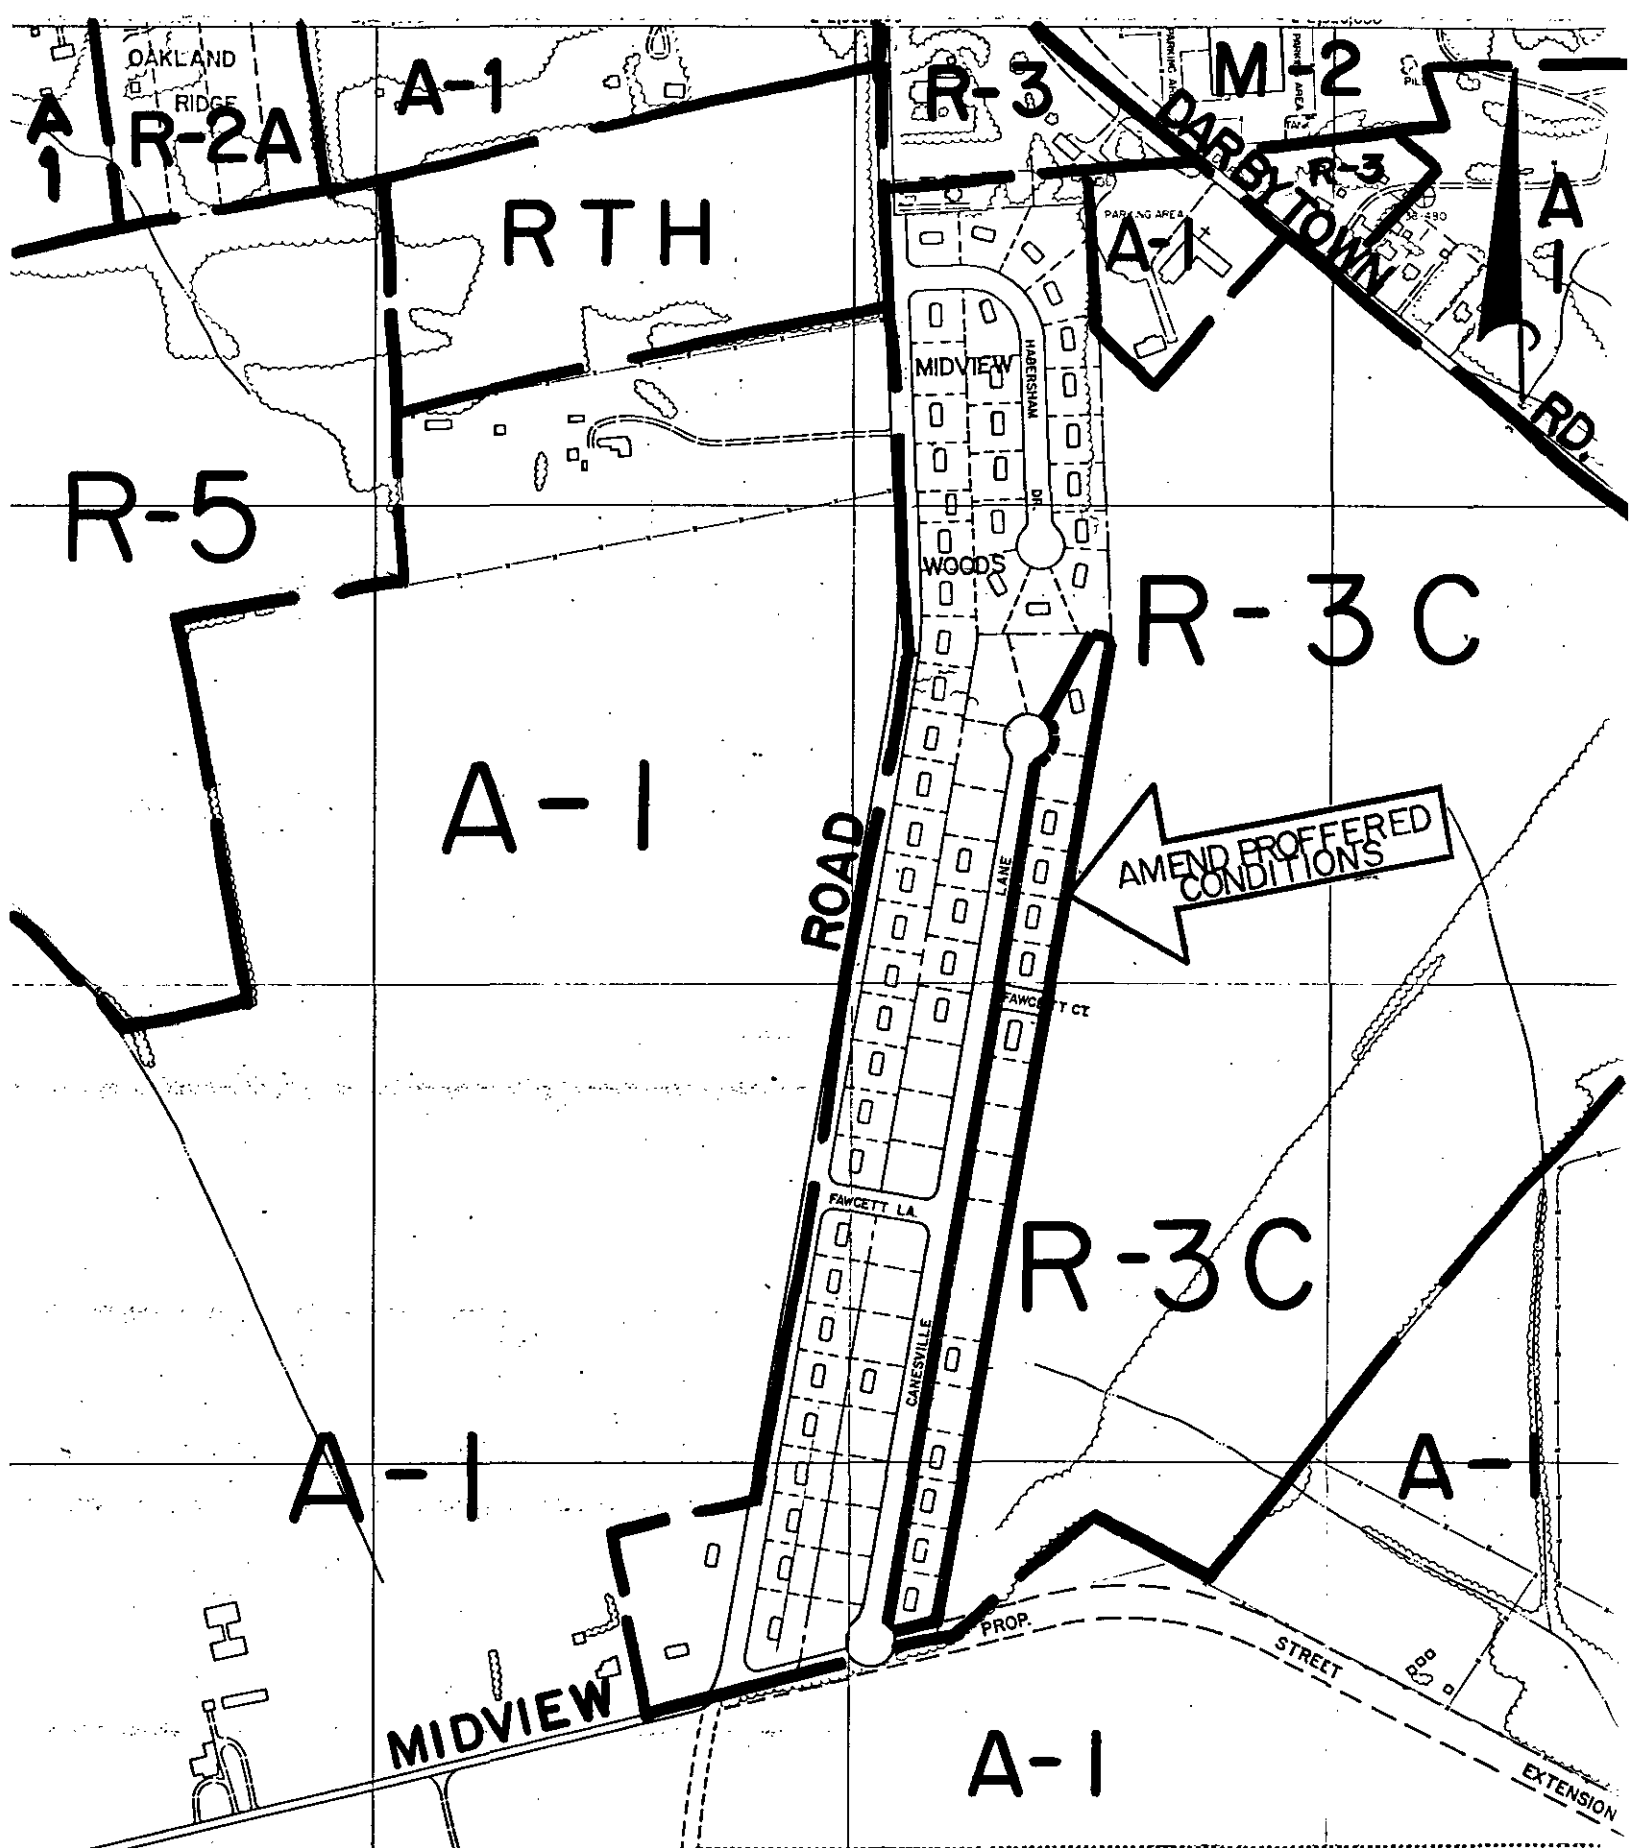 OAKLAND
RIDGE
A-1
R-2A
A-1
R-3
M-2
PARKING AREA
DARBYTOWN
RD.
R-3
A-1
RTH
PARKING AREA
A-1
HABERSHAM
DR.
MIDVIEW
WOODS
R-5
R-3C
A-1
ROAD
LANE
AMEND PROFFERED
CONDITIONS
FAWCETT CT.
FAWCETT LA.
R-3C
CANESVILLE
A-1
A-1
PROP.
STREET
EXTENSION
MIDVIEW
A-1